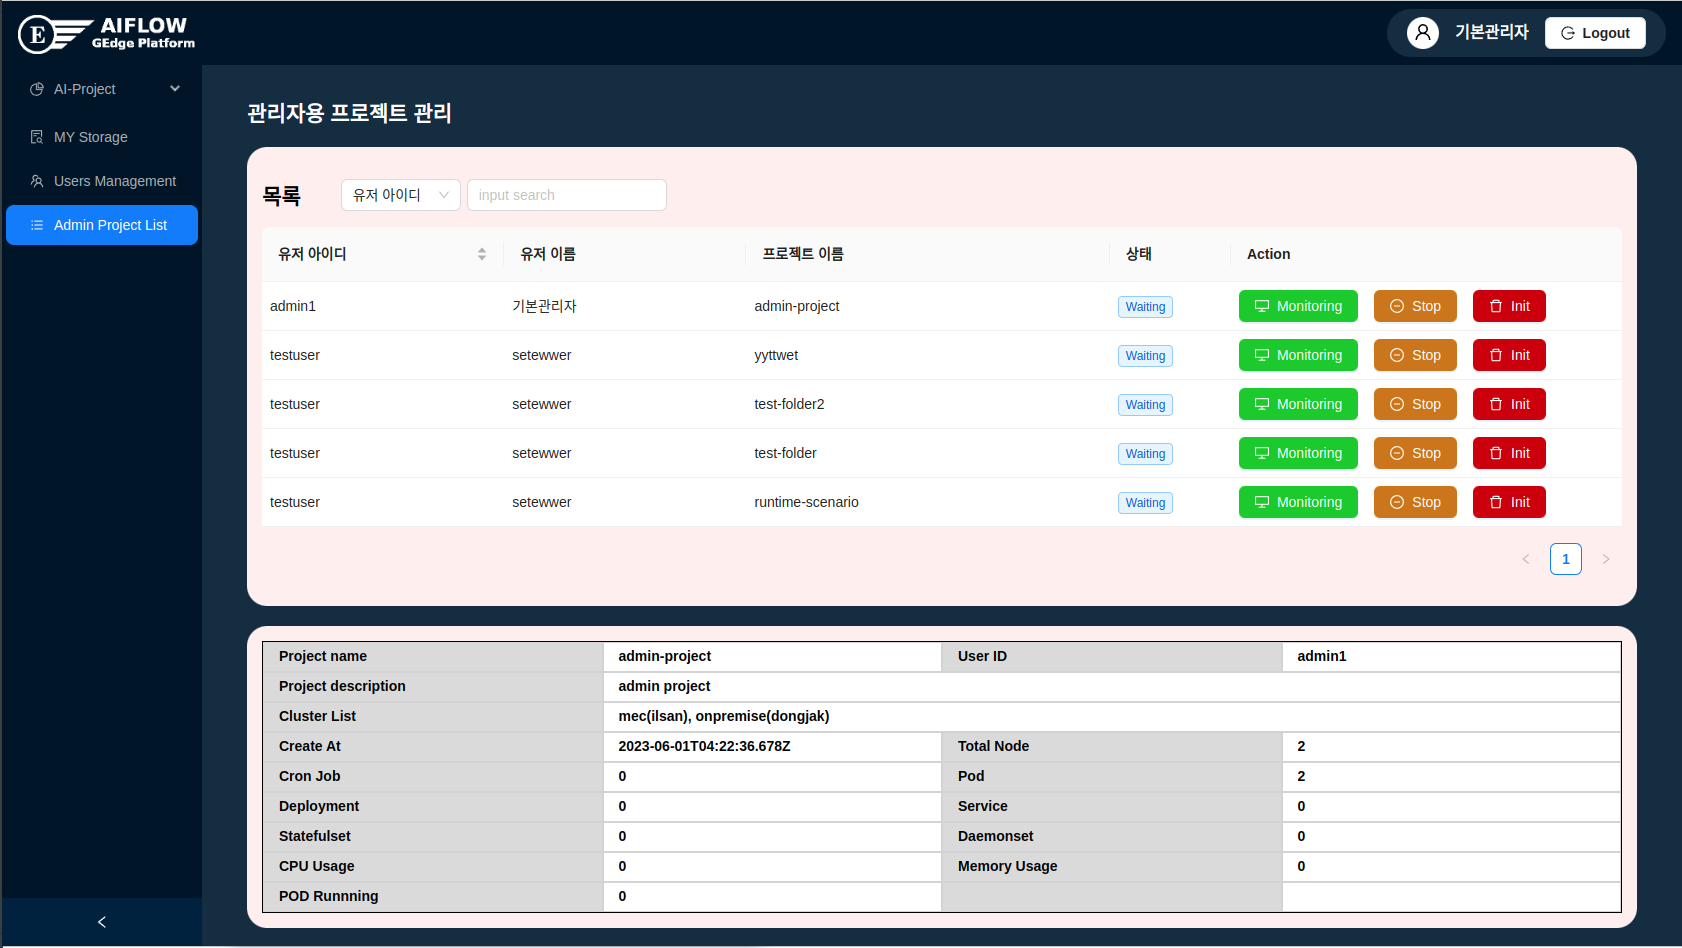 E AIFLOW
GEdge Platform
기본관리자
Logout
AI-Project
MY Storage
Users Management
Admin Project List
관리자용 프로젝트 관리
목록 유저 아이디 input search
유저 아이디 유저 이름 프로젝트 이름 상태 Action
admin1 기본관리자 admin-project Waiting Monitoring Stop Init
testuser setewwer yyttwet Waiting Monitoring Stop Init
testuser setewwer test-folder2 Waiting Monitoring Stop Init
testuser setewwer test-folder Waiting Monitoring Stop Init
testuser setewwer runtime-scenario Waiting Monitoring Stop Init
1
Project name admin-project User ID admin1
Project description admin project
Cluster List mec(ilsan), onpremise(dongjak)
Create At 2023-06-01T04:22:36.678Z Total Node 2
Cron Job 0 Pod 2
Deployment 0 Service 0
Statefulset 0 Daemonset 0
CPU Usage 0 Memory Usage 0
POD Runnning 0